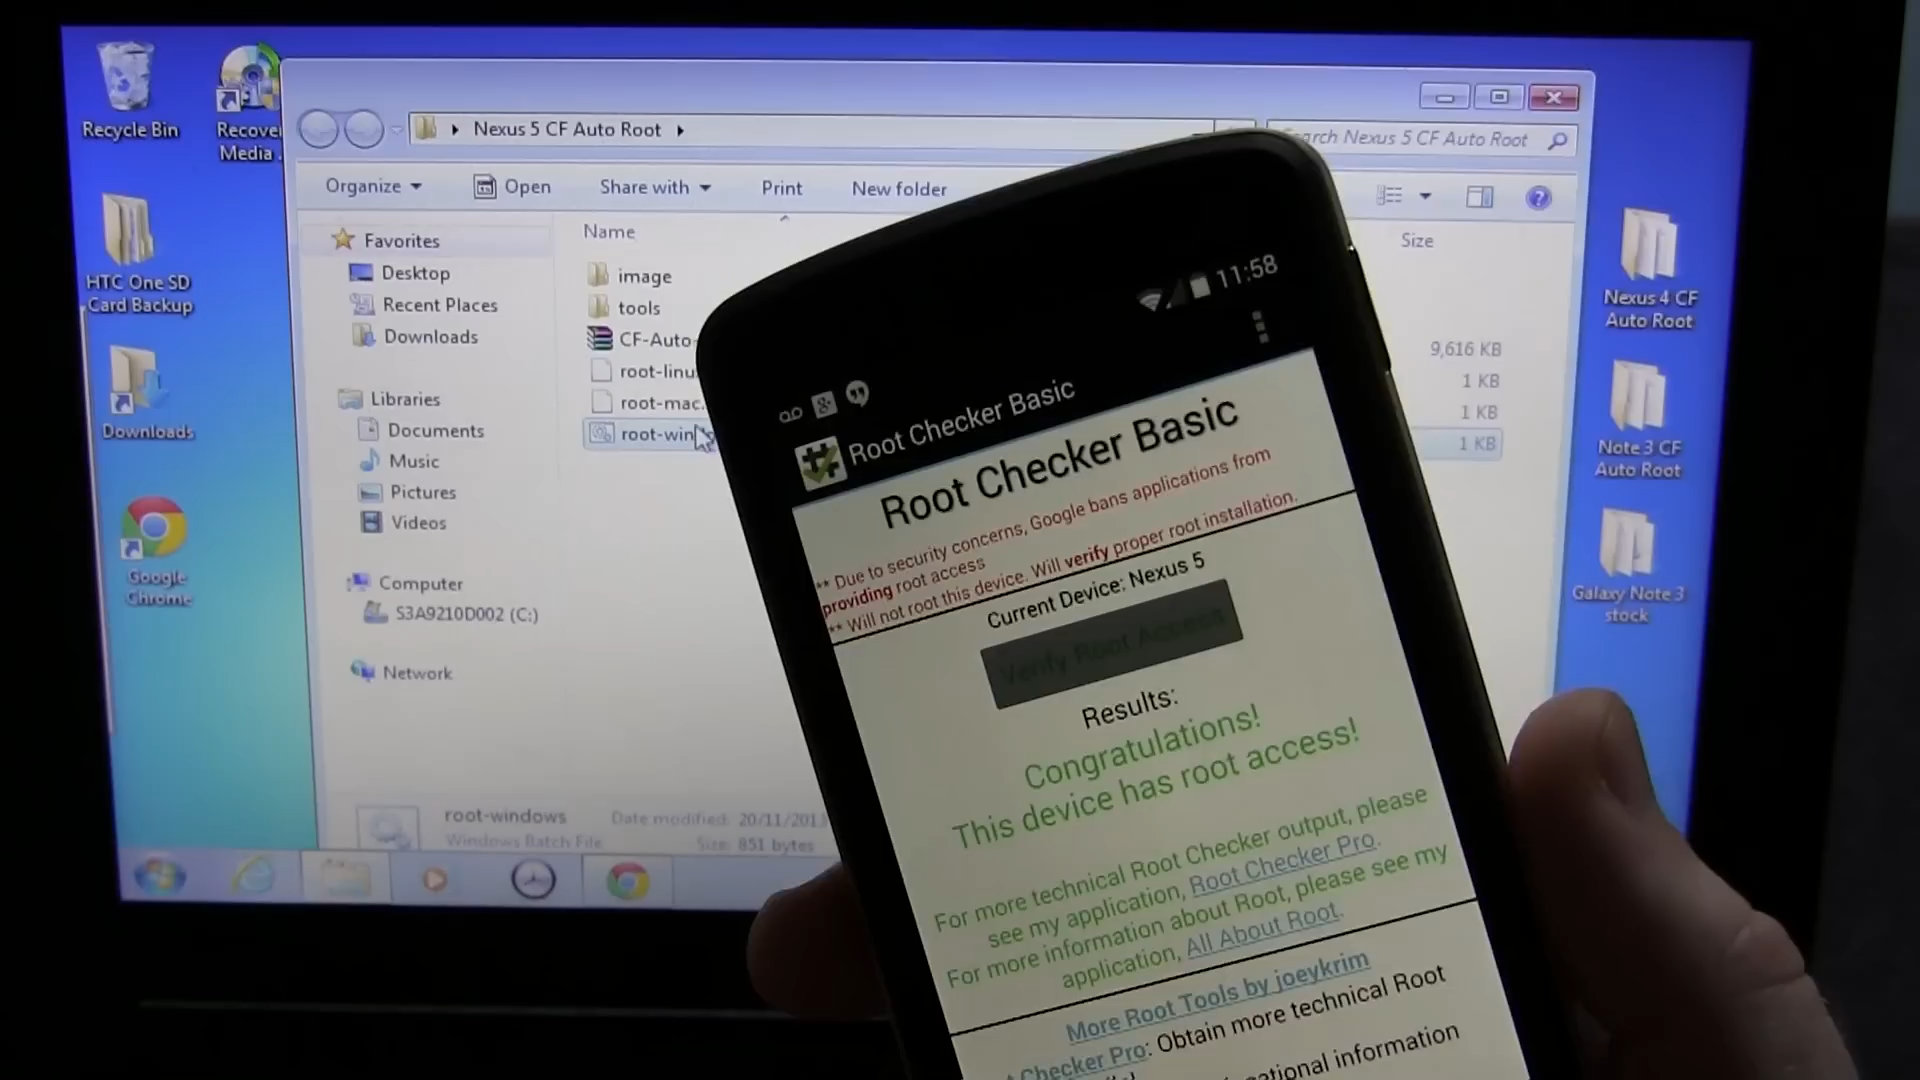 Recycle Bin
Recove
Media
HTC One SD
Card Backup
Downloads
Google
Chrome
Nexus 5 CF Auto Root
arch Nexus 5 CF Auto Root
Organize
Open
Share with
Print
New folder
Favorites
Desktop
Recent Places
Downloads
Libraries
Documents
Music
Pictures
Videos
Computer
S3A9210D002 (C:)
Network
Name
Size
image
tools
CF-Auto-
9,616 KB
root-linu
1 KB
root-mac.
1 KB
root-win
1 KB
root-windows
Windows Batch File
Date modified: 20/11/201
Size: 851 bytes
Nexus 4 CF
Auto Root
Note 3 CF
Auto Root
Galaxy Note 3
stock
11:58
Root Checker Basic
Root Checker Basic
** Due to security concerns, Google bans applications from
providing root access
** Will not root this device. Will verify proper root installation.
Current Device: Nexus 5
Verify Root Access
Results:
Congratulations!
This device has root access!
For more technical Root Checker output, please
see my application, Root Checker Pro.
For more information about Root, please see my
application, All About Root.
More Root Tools by joeykrim
Checker Pro: Obtain more technical Root
ational information